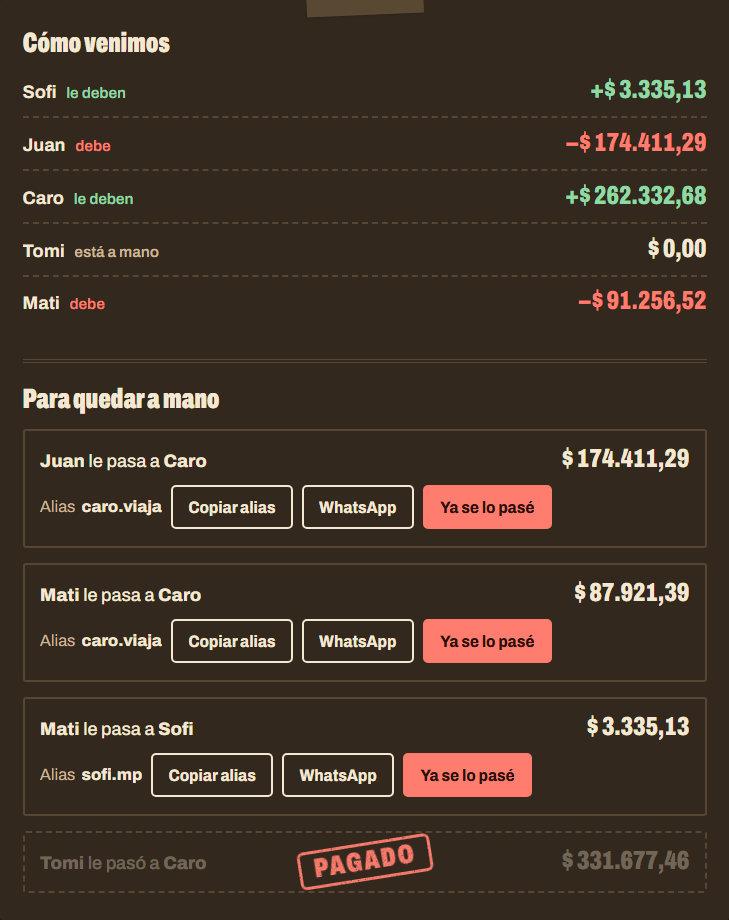 Cómo venimos
Sofi le deben +$ 3.335,13
Juan debe −$ 174.411,29
Caro le deben +$ 262.332,68
Tomi está a mano $ 0,00
Mati debe −$ 91.256,52
Para quedar a mano
Juan le pasa a Caro $ 174.411,29
Alias caro.viaja Copiar alias WhatsApp Ya se lo pasé
Mati le pasa a Caro $ 87.921,39
Alias caro.viaja Copiar alias WhatsApp Ya se lo pasé
Mati le pasa a Sofi $ 3.335,13
Alias sofi.mp Copiar alias WhatsApp Ya se lo pasé
Tomi le pasó a Caro PAGADO $ 331.677,46